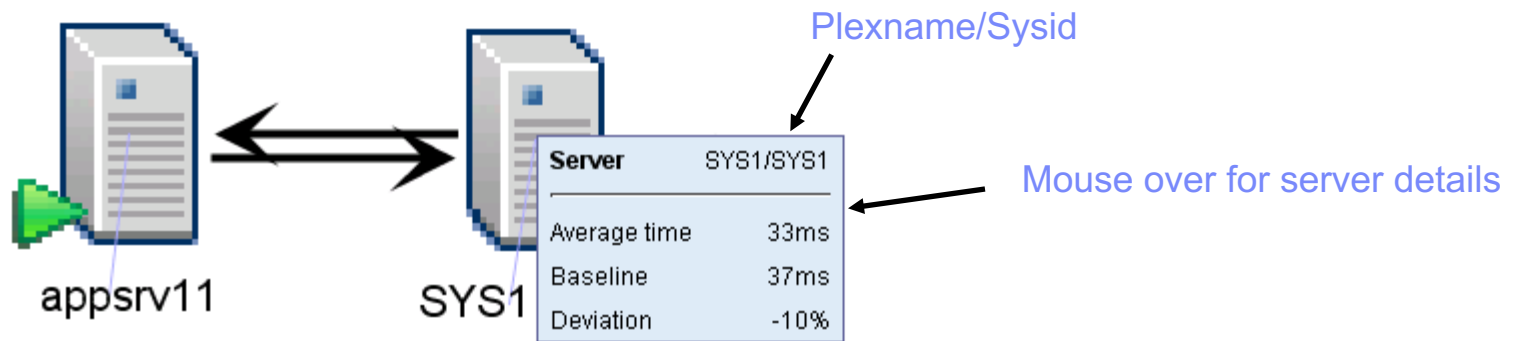 Plexname/Sysid
Server SYS1/SYS1
Mouse over for server details
Average time 33ms
Baseline 37ms
Deviation -10%
appsrv11
SYS1